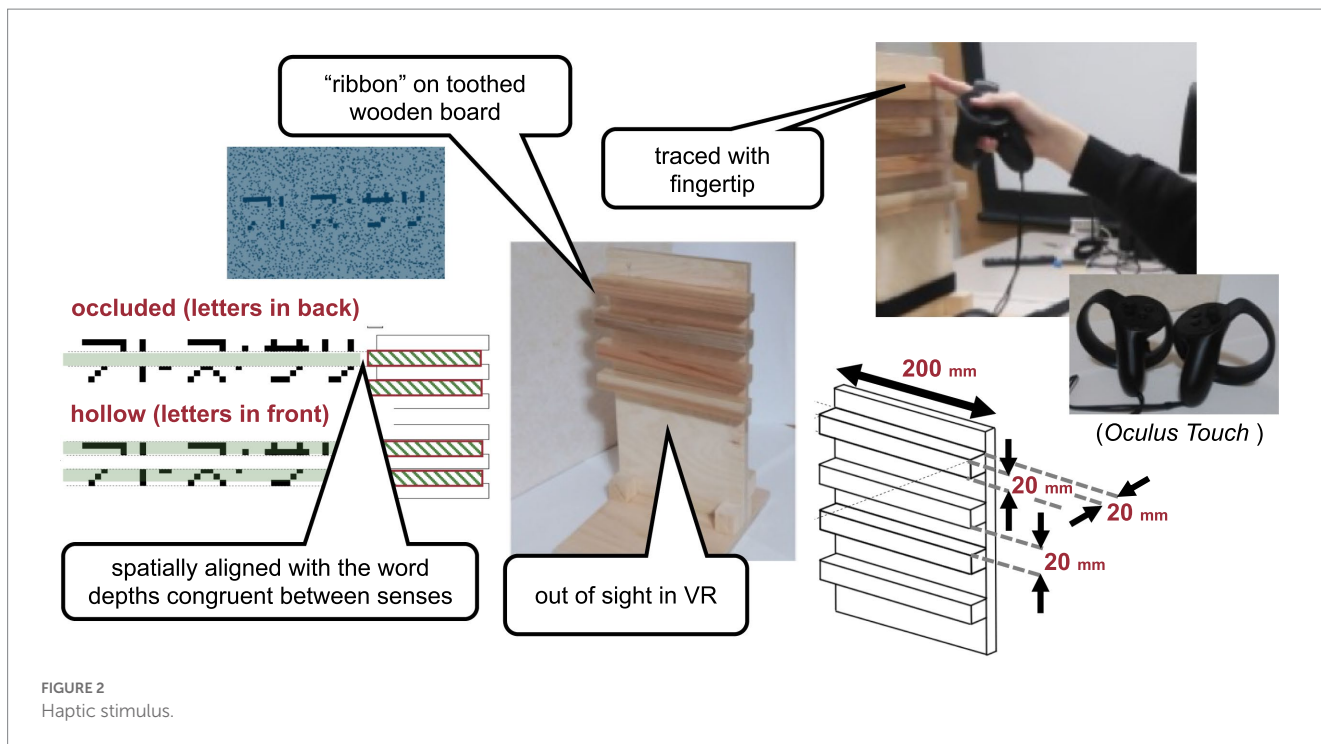 “ribbon” on toothed
wooden board
traced with
fingertip
occluded (letters in back)
hollow (letters in front)
spatially aligned with the word
depths congruent between senses
out of sight in VR
200 mm
20 mm
20 mm
20 mm
(Oculus Touch )
FIGURE 2
Haptic stimulus.